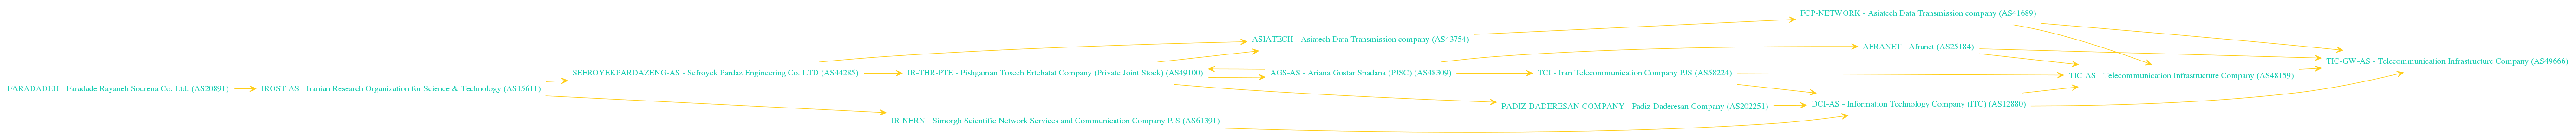 FARADADEH - Faradade Rayaneh Sourena Co. Ltd. (AS20891)
IROST-AS - Iranian Research Organization for Science & Technology (AS15611)
SEFROYEKPARDAZENG-AS - Sefroyek Pardaz Engineering Co. LTD (AS44285)
IR-NERN - Simorgh Scientific Network Services and Communication Company PJS (AS61391)
IR-THR-PTE - Pishgaman Toseeh Ertebatat Company (Private Joint Stock) (AS49100)
ASIATECH - Asiatech Data Transmission company (AS43754)
AGS-AS - Ariana Gostar Spadana (PJSC) (AS48309)
PADIZ-DADERESAN-COMPANY - Padiz-Daderesan-Company (AS202251)
TCI - Iran Telecommunication Company PJS (AS58224)
FCP-NETWORK - Asiatech Data Transmission company (AS41689)
AFRANET - Afranet (AS25184)
DCI-AS - Information Technology Company (ITC) (AS12880)
TIC-AS - Telecommunication Infrastructure Company (AS48159)
TIC-GW-AS - Telecommunication Infrastructure Company (AS49666)